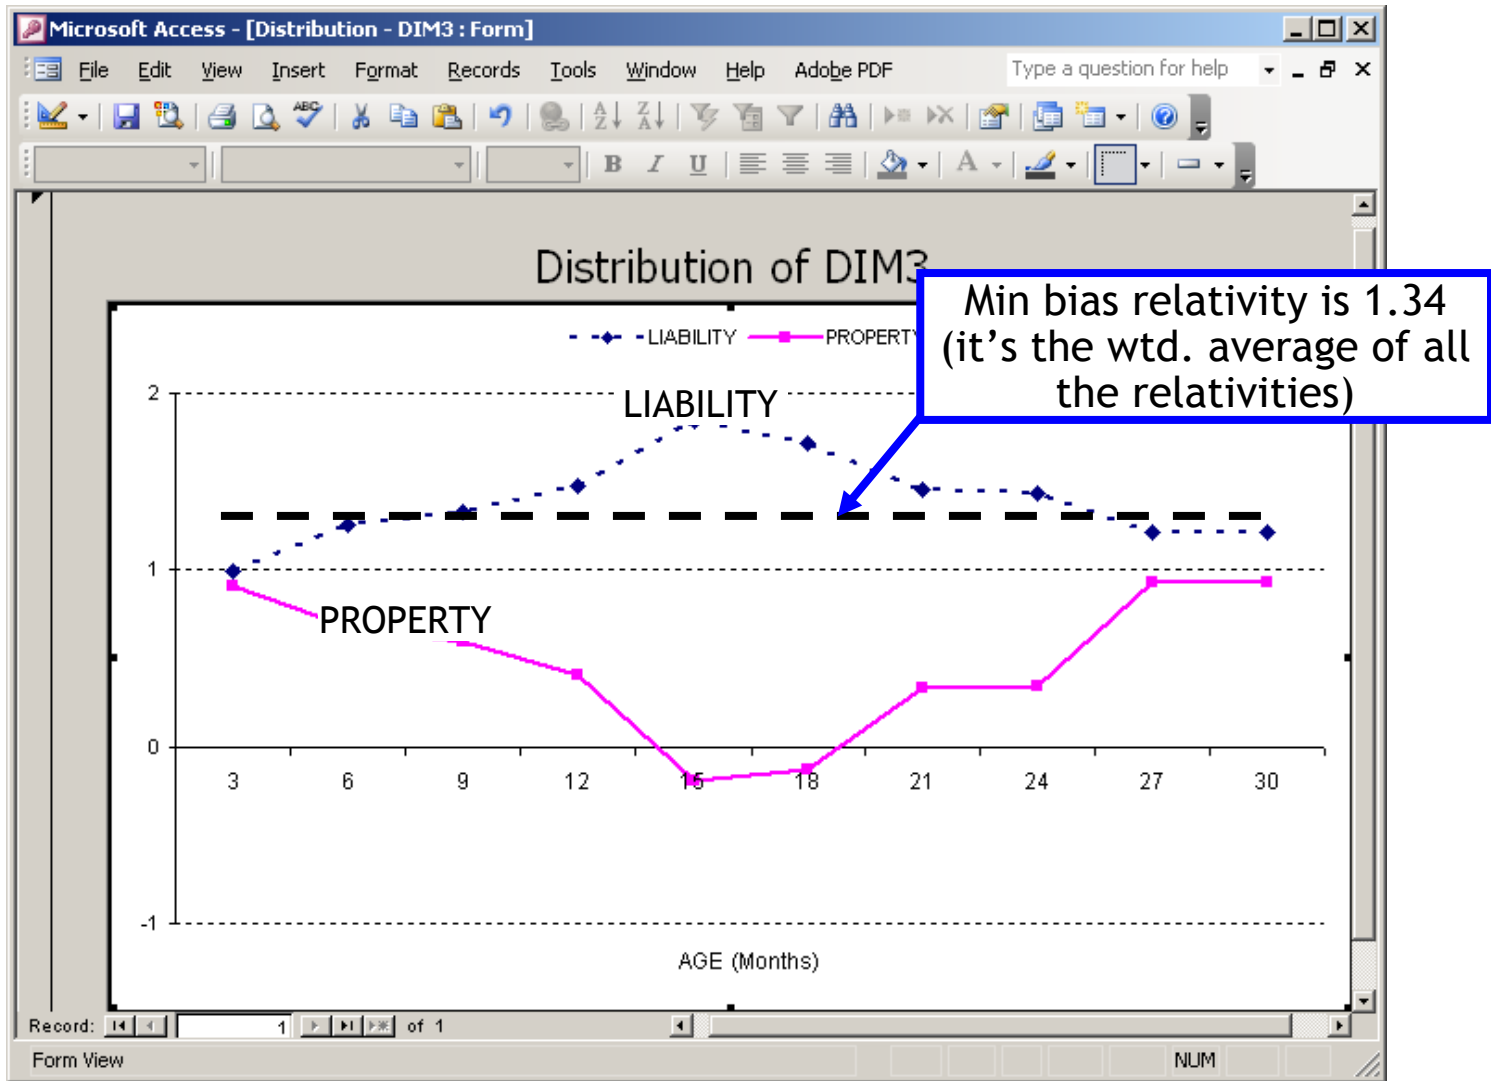 Microsoft Access - [Distribution - DIM3 : Form]
File Edit View Insert Format Records Tools Window Help Adobe PDF Type a question for help
ABC
A Z Z A
B I U A
Distribution of DIM3
Min bias relativity is 1.34
(it's the wtd. average of all
the relativities)
LIABILITY PROPERTY
2
LIABILITY
1
PROPERTY
0
3 6 9 12 15 18 21 24 27 30
-1
AGE (Months)
Record: 1 of 1
Form View NUM